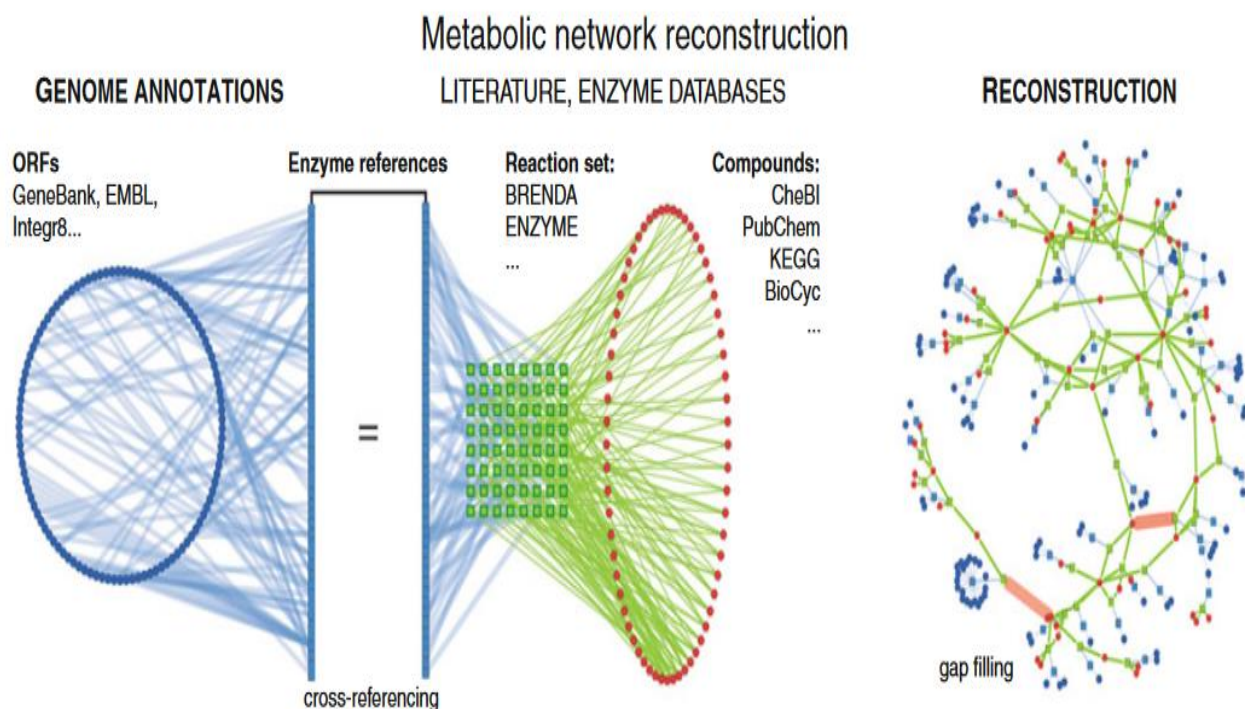 Metabolic network reconstruction
GENOME ANNOTATIONS
LITERATURE, ENZYME DATABASES
RECONSTRUCTION
ORFs
GeneBank, EMBL,
Integr8...
Enzyme references
Reaction set:
BRENDA
ENZYME
...
Compounds:
CheBI
PubChem
KEGG
BioCyc
...
=
cross-referencing
gap filling